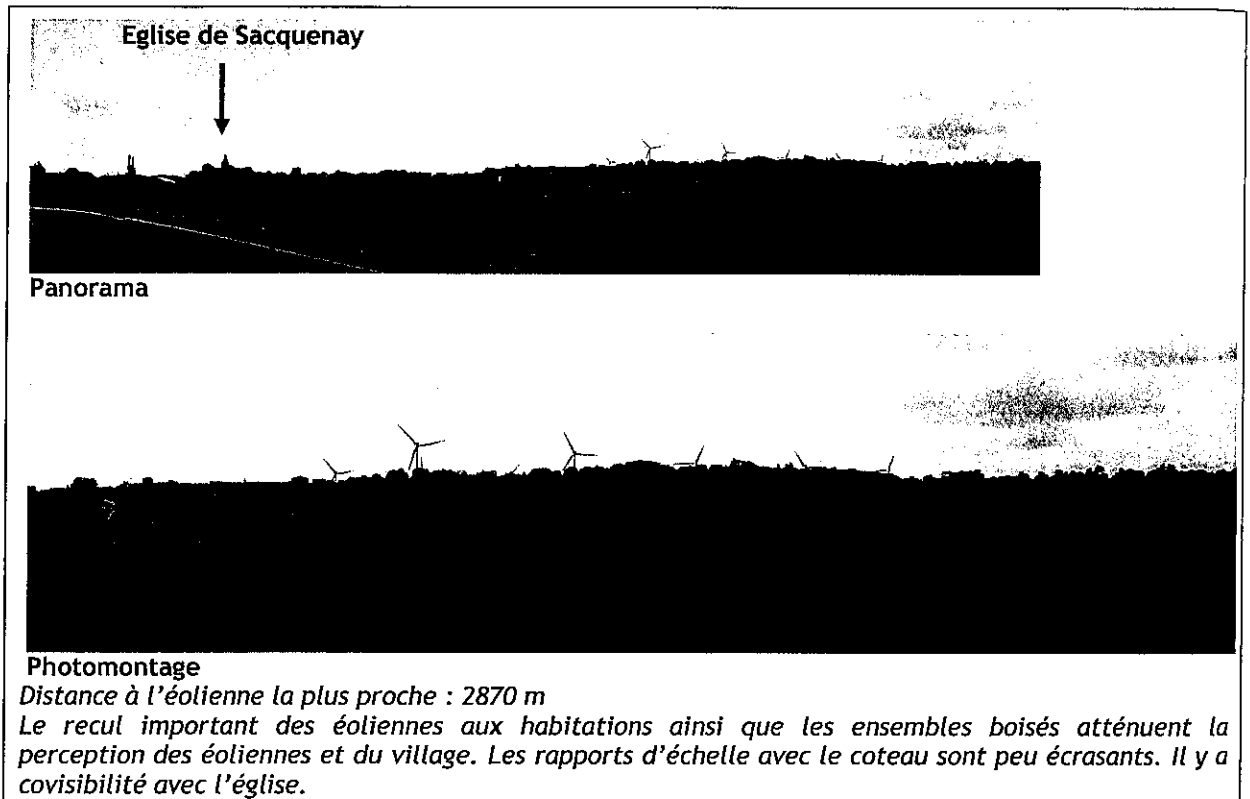 Eglise de Sacquenay
Panorama
Photomontage
Distance à l'éolienne la plus proche : 2870 m
Le recul important des éoliennes aux habitations ainsi que les ensembles boisés atténuent la
perception des éoliennes et du village. Les rapports d'échelle avec le coteau sont peu écrasants. Il y a
covisibilité avec l'église.